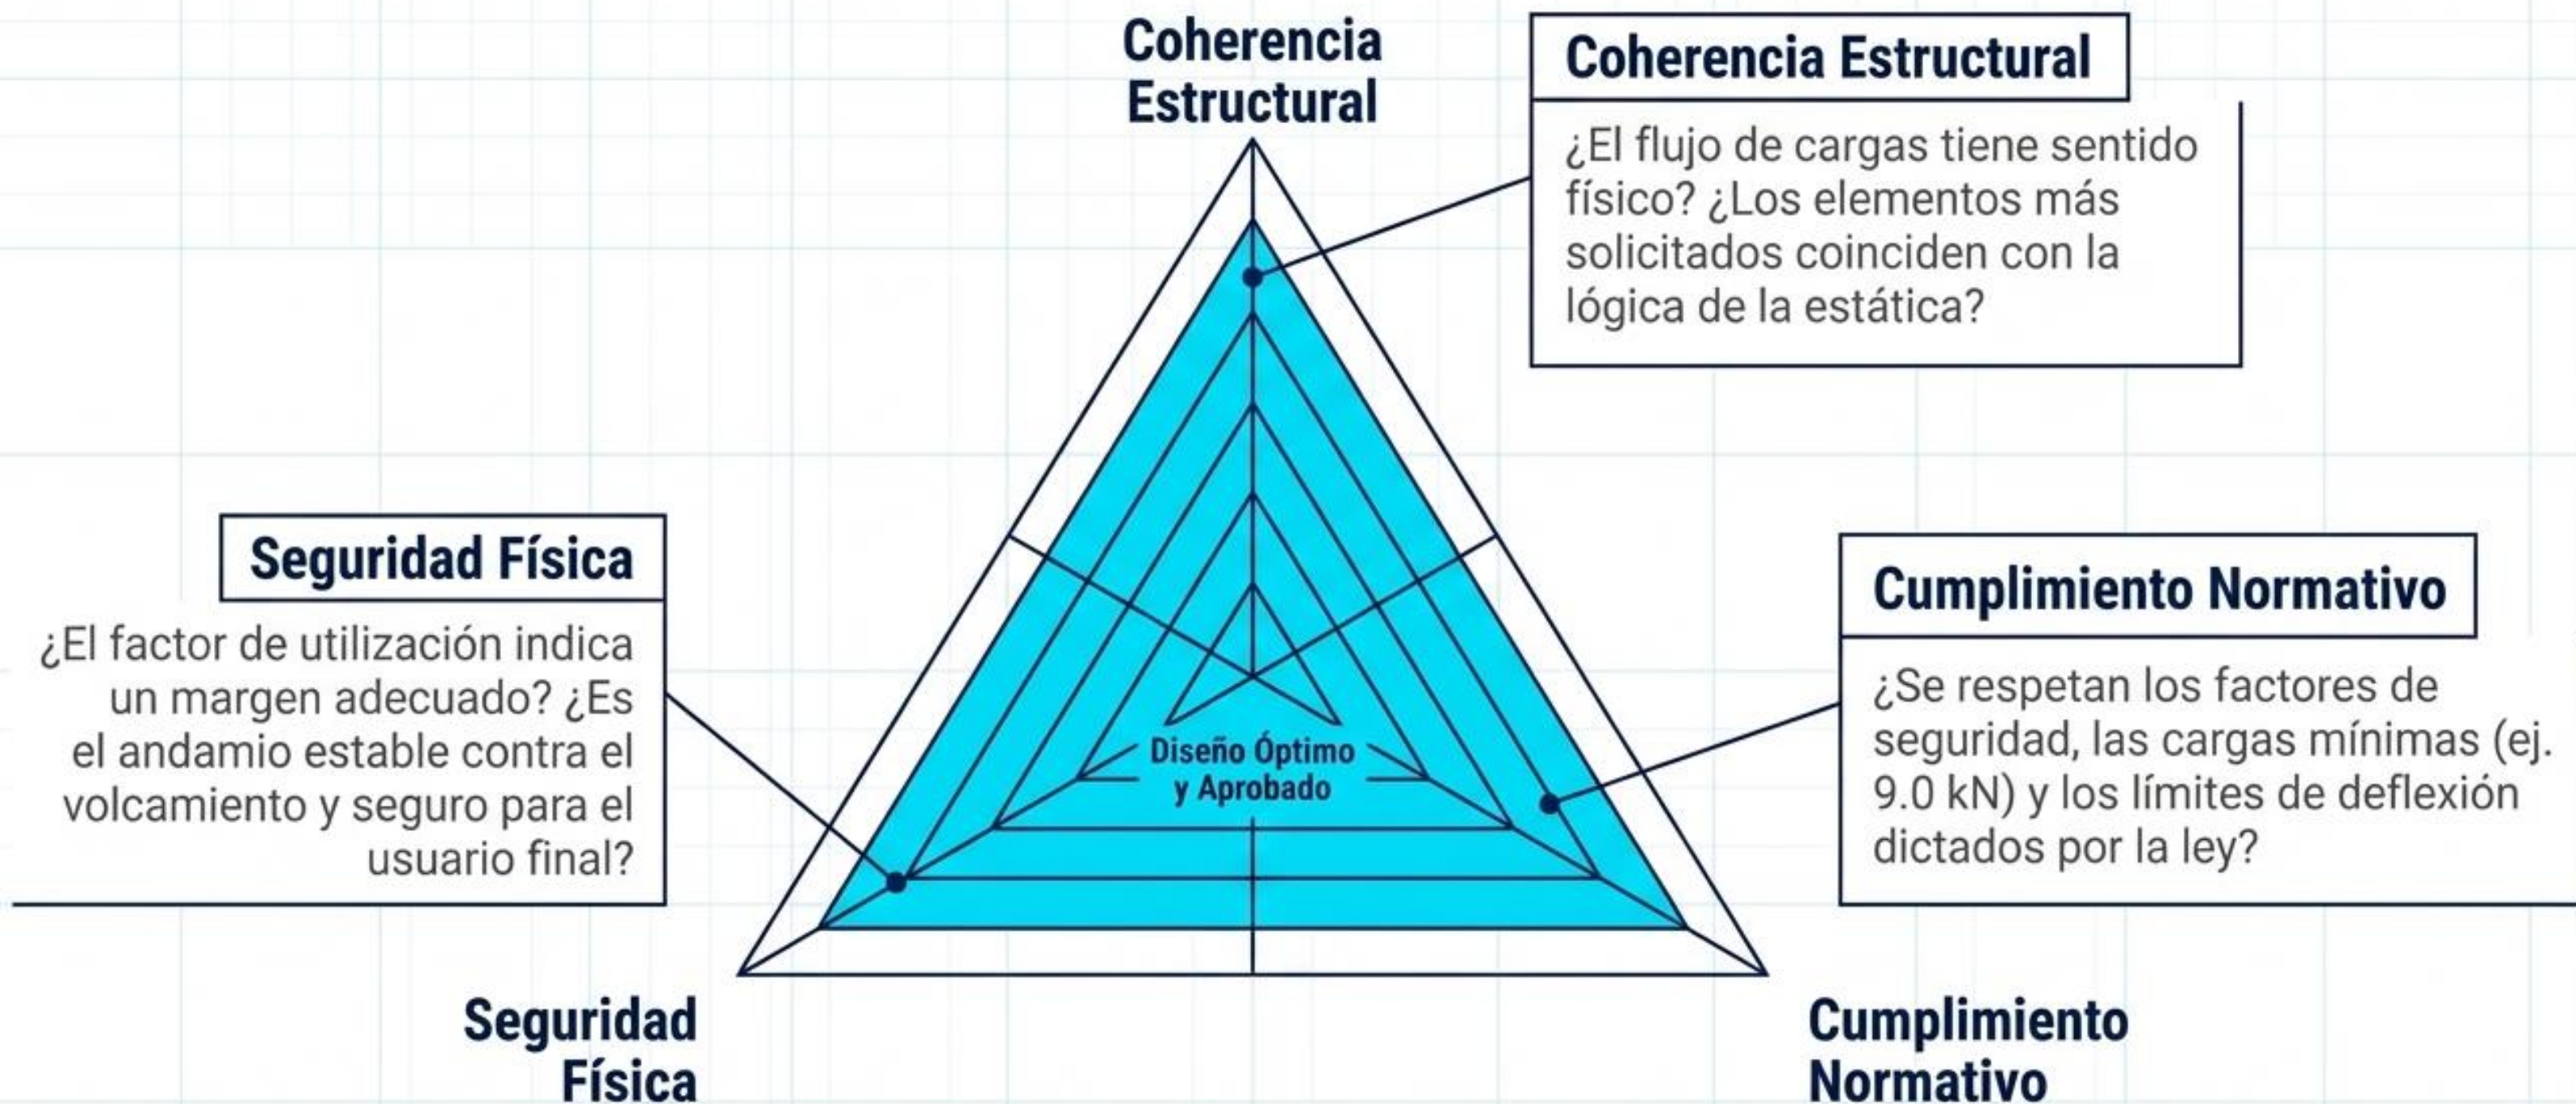 Coherencia
Estructural
Coherencia Estructural
¿El flujo de cargas tiene sentido
físico? ¿Los elementos más
solicitados coinciden con la
lógica de la estática?
Seguridad Física
¿El factor de utilización indica
un margen adecuado? ¿Es
el andamio estable contra el
volcamiento y seguro para el
usuario final?
Cumplimiento Normativo
¿Se respetan los factores de
seguridad, las cargas mínimas (ej.
9.0 kN) y los límites de deflexión
dictados por la ley?
Diseño Óptimo
y Aprobado
Seguridad
Física
Cumplimiento
Normativo